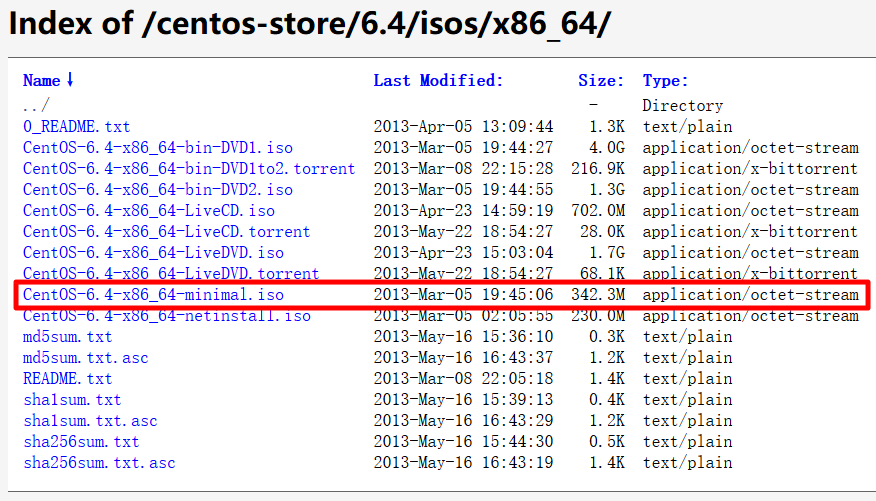 Index of /centos-store/6.4/isos/x86_64/
Name↓ Last Modified: Size: Type:
../ - Directory
0_README.txt 2013-Apr-05 13:09:44 1.3K text/plain
CentOS-6.4-x86_64-bin-DVD1.iso 2013-Mar-05 19:44:27 4.0G application/octet-stream
CentOS-6.4-x86_64-bin-DVD1to2.torrent 2013-Mar-08 22:15:28 216.9K application/x-bittorrent
CentOS-6.4-x86_64-bin-DVD2.iso 2013-Mar-05 19:44:55 1.3G application/octet-stream
CentOS-6.4-x86_64-LiveCD.iso 2013-Apr-23 14:59:19 702.0M application/octet-stream
CentOS-6.4-x86_64-LiveCD.torrent 2013-May-22 18:54:27 28.0K application/x-bittorrent
CentOS-6.4-x86_64-LiveDVD.iso 2013-Apr-23 15:03:04 1.7G application/octet-stream
CentOS-6.4-x86_64-LiveDVD.torrent 2013-May-22 18:54:27 68.1K application/x-bittorrent
CentOS-6.4-x86_64-minimal.iso 2013-Mar-05 19:45:06 342.3M application/octet-stream
CentOS-6.4-x86_64-netinstall.iso 2013-Mar-05 02:05:55 230.0M application/octet-stream
md5sum.txt 2013-May-16 15:36:10 0.3K text/plain
md5sum.txt.asc 2013-May-16 16:43:37 1.2K text/plain
README.txt 2013-Mar-08 22:05:18 1.4K text/plain
sha1sum.txt 2013-May-16 15:39:13 0.4K text/plain
sha1sum.txt.asc 2013-May-16 16:43:29 1.2K text/plain
sha256sum.txt 2013-May-16 15:44:30 0.5K text/plain
sha256sum.txt.asc 2013-May-16 16:43:19 1.4K text/plain